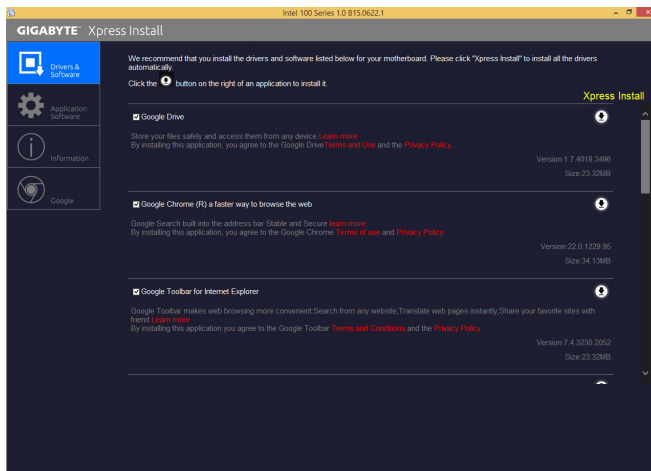 Intel 100 Series 1.0 B15.0622.1
GIGABYTE™ Xpress Install
Drivers &
Software
Application
Software
Information
Google
We recommend that you install the drivers and software listed below for your motherboard. Please click "Xpress Install" to install all the drivers
automatically.
Click the button on the right of an application to install it.
Xpress Install
Google Drive
Store your files safely and access them from any device.Learn more
By installing this application, you agree to the Google DriveTerms and Use and the Privacy Policy.
Version:1.7.4018.3496
Size:23.32MB
Google Chrome (R) a faster way to browse the web
Google Search built into the address bar Stable and Secure learn more
By installing this application, you agree to the Google Chrome Terms of use and Privacy Policy.
Version:22.0.1229.95
Size:34.13MB
Google Toolbar for Internet Explorer
Google Toolbar makes web browsing more convenient:Search from any website;Translate web pages instantly;Share your favorite sites with
friend.Learn more
By installing this application you agree to the Google Toolbar Terms and Conditions and the Privacy Policy.
Version:7.4.3230.2052
Size:23.32MB